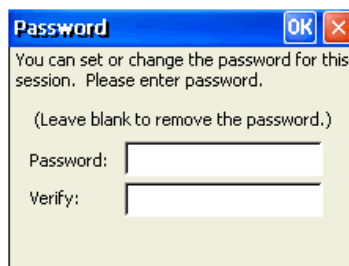 Password OK
You can set or change the password for this
session. Please enter password.
(Leave blank to remove the password.)
Password:
Verify: